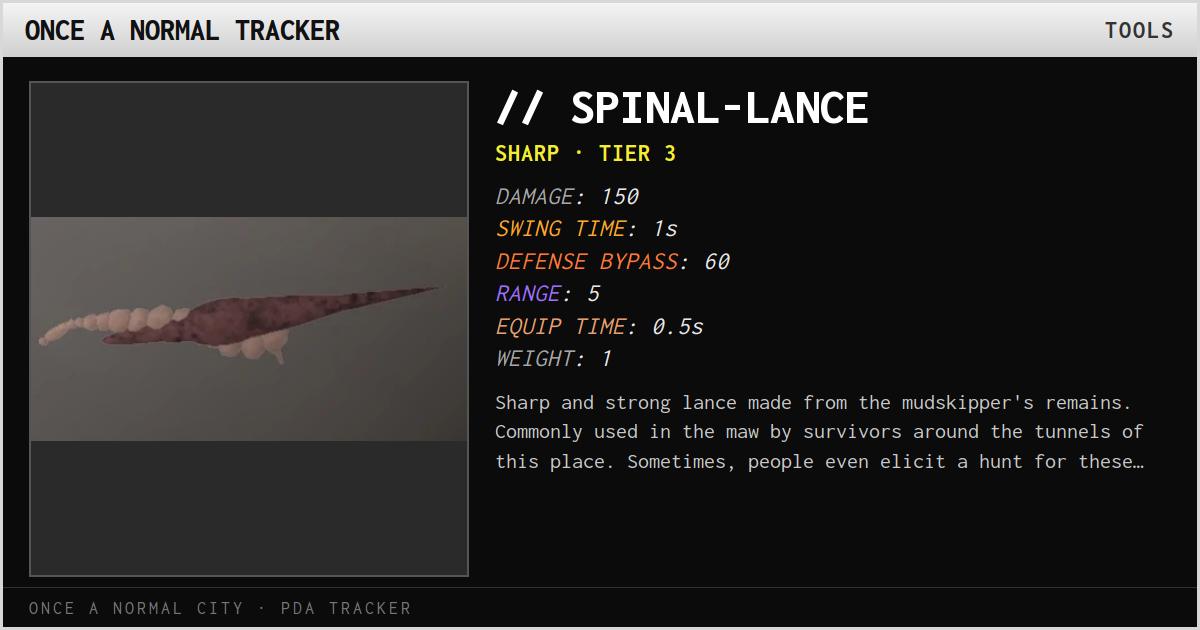 ONCE A NORMAL TRACKER
TOOLS
// SPINAL-LANCE
SHARP · TIER 3
DAMAGE: 150
SWING TIME: 1s
DEFENSE BYPASS: 60
RANGE: 5
EQUIP TIME: 0.5s
WEIGHT: 1
Sharp and strong lance made from the mudskipper's remains.
Commonly used in the maw by survivors around the tunnels of
this place. Sometimes, people even elicit a hunt for these…
ONCE A NORMAL CITY · PDA TRACKER